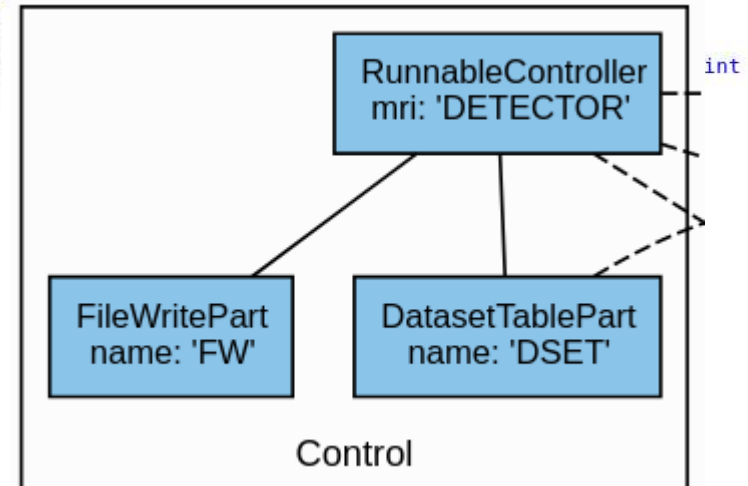 RunnableController
mri: 'DETECTOR'
int
FileWritePart
name: 'FW'
DatasetTablePart
name: 'DSET'
Control